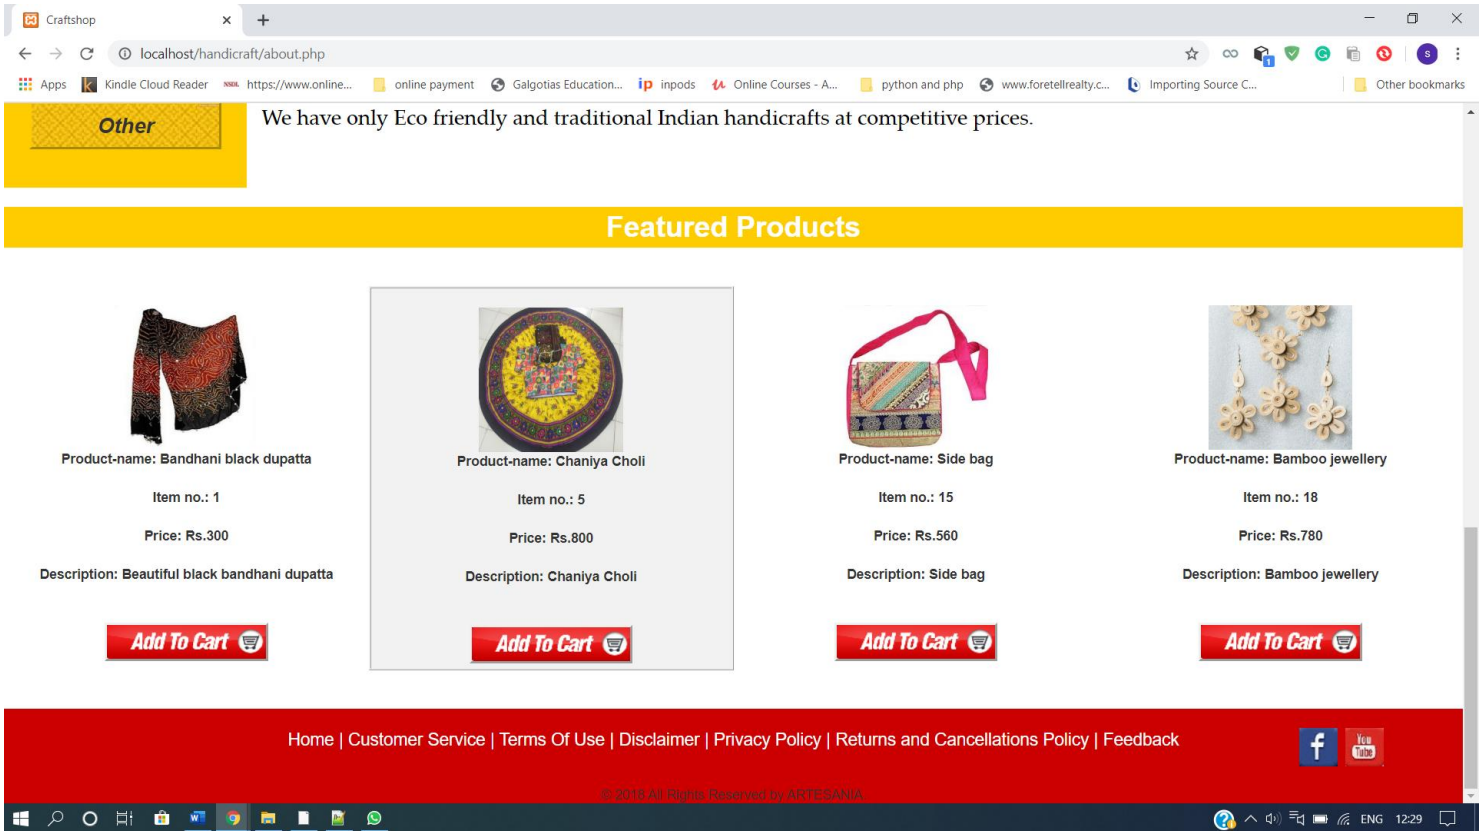 Craftshop
localhost/handicraft/about.php
Apps Kindle Cloud Reader NSDL https://www.online... online payment Galgotias Education... ip inpods Online Courses - A... python and php www.foretellrealty.c... Importing Source C... Other bookmarks
Other
We have only Eco friendly and traditional Indian handicrafts at competitive prices.
Featured Products
Product-name: Bandhani black dupatta
Item no.: 1
Price: Rs.300
Description: Beautiful black bandhani dupatta
Add To Cart
Product-name: Chaniya Choli
Item no.: 5
Price: Rs.800
Description: Chaniya Choli
Add To Cart
Product-name: Side bag
Item no.: 15
Price: Rs.560
Description: Side bag
Add To Cart
Product-name: Bamboo jewellery
Item no.: 18
Price: Rs.780
Description: Bamboo jewellery
Add To Cart
Home | Customer Service | Terms Of Use | Disclaimer | Privacy Policy | Returns and Cancellations Policy | Feedback
f
You Tube
© 2018 All Rights Reserved by ARTESANIA
ENG 12:29